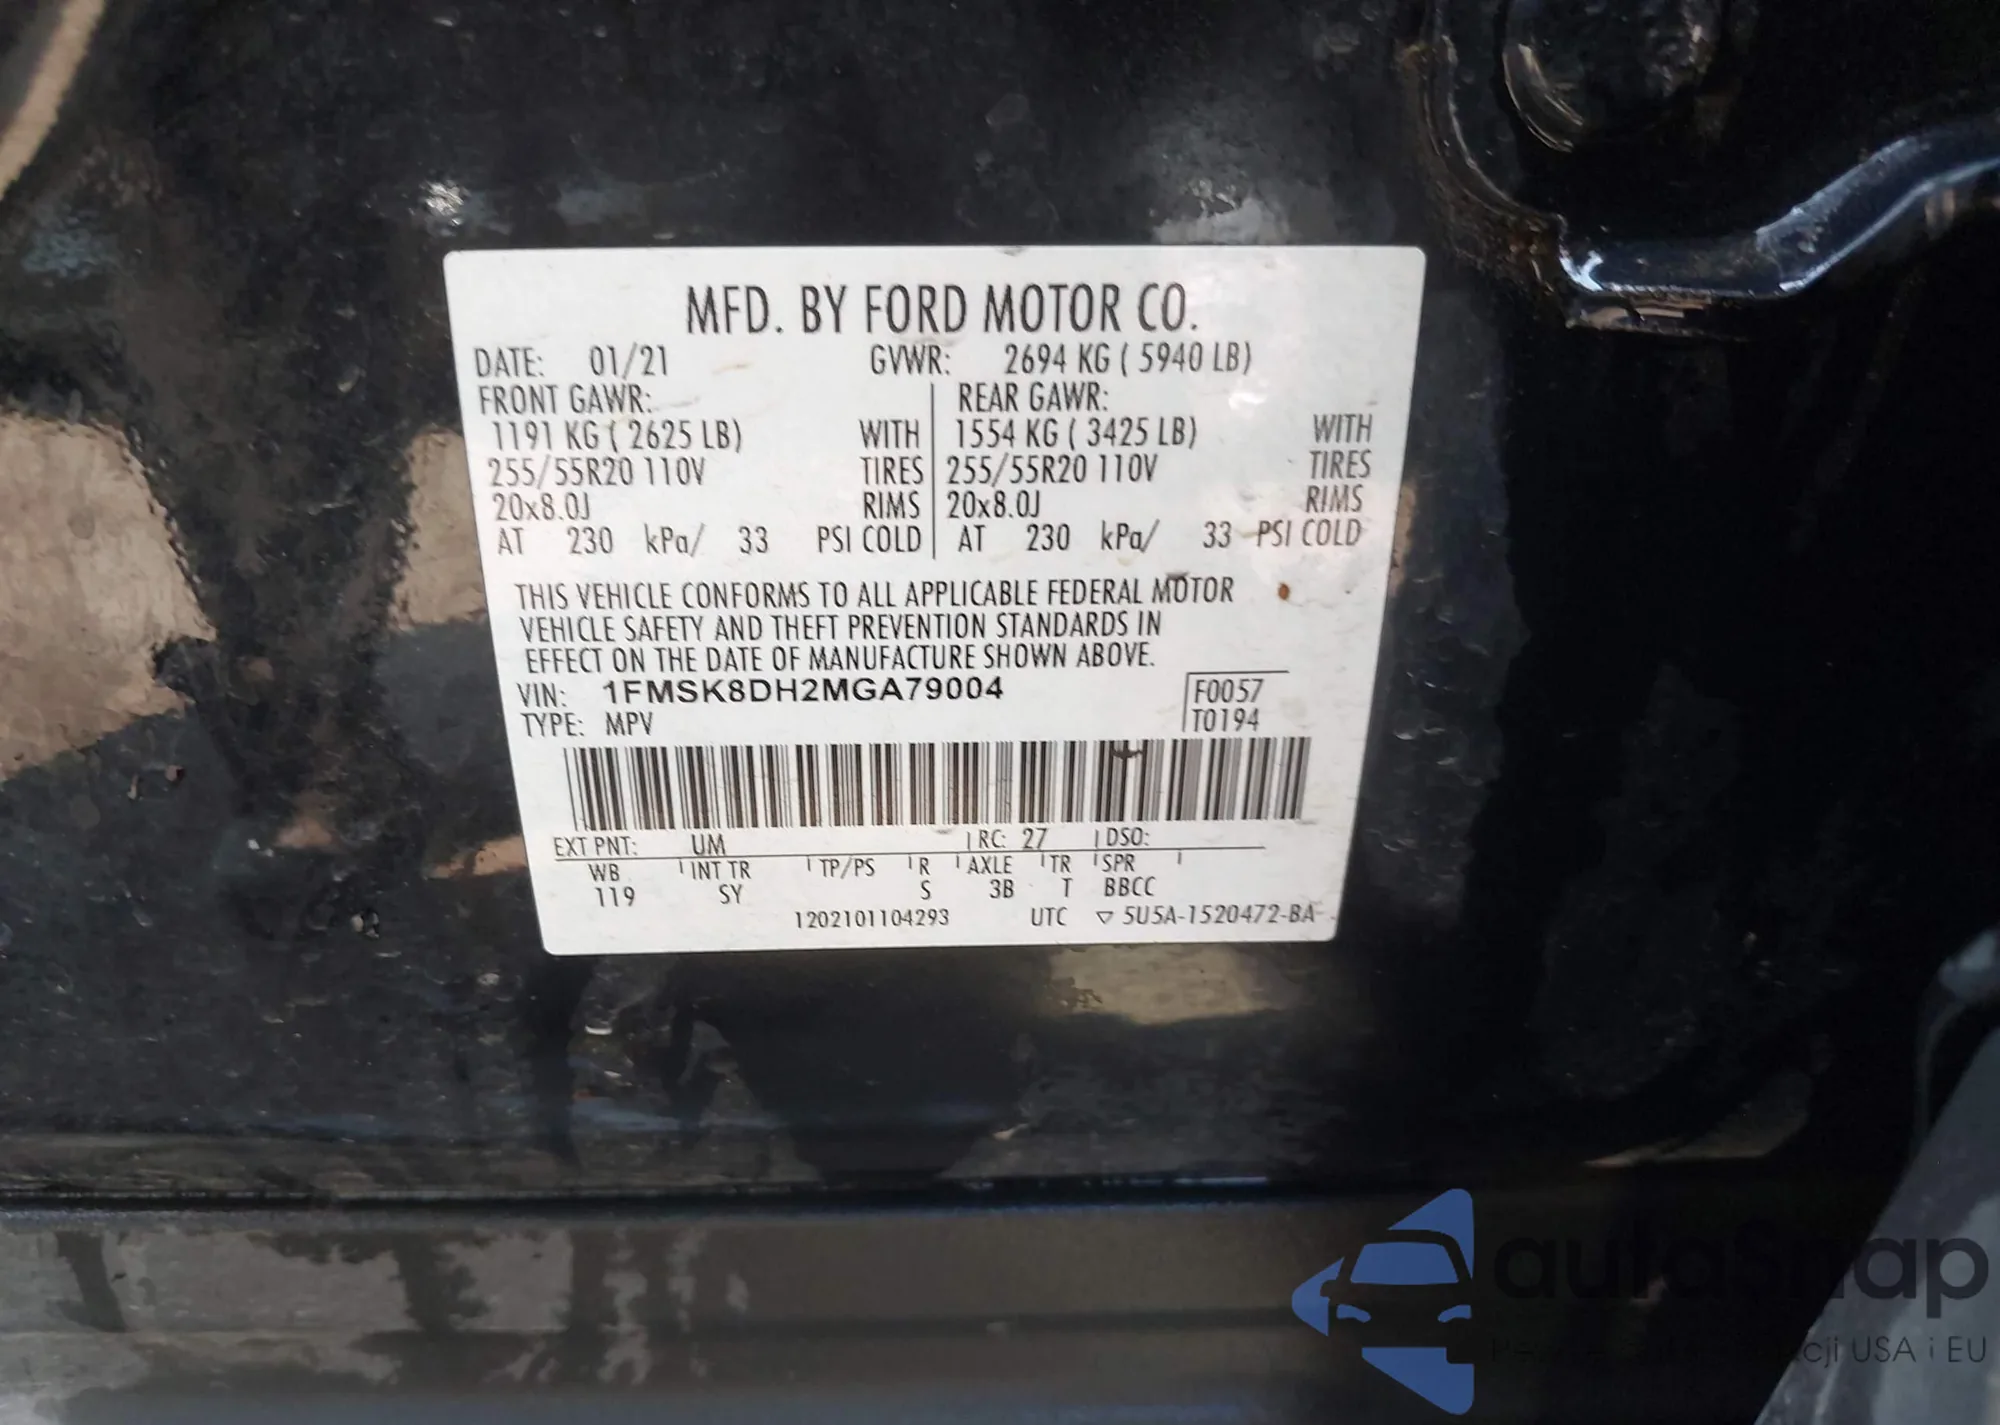 MFD. BY FORD MOTOR CO.
DATE: 01/21 GVWR: 2694 KG ( 5940 LB)
FRONT GAWR: REAR GAWR:
1191 KG ( 2625 LB) WITH 1554 KG ( 3425 LB) WITH
255/55R20 110V TIRES 255/55R20 110V TIRES
20x8.0J RIMS 20x8.0J RIMS
AT 230 kPa/ 33 PSI COLD AT 230 kPa/ 33 PSI COLD
THIS VEHICLE CONFORMS TO ALL APPLICABLE FEDERAL MOTOR
VEHICLE SAFETY AND THEFT PREVENTION STANDARDS IN
EFFECT ON THE DATE OF MANUFACTURE SHOWN ABOVE.
VIN: 1FMSK8DH2MGA79004 F0057
TYPE: MPV T0194
EXT PNT: UM RC: 27 DSO:
WB INT TR TP/PS R AXLE TR SPR
119 SY S 3B T BBCC
1202101104293 UTC ▽ 5U5A-1520472-BA
autoSnap
USA i EU